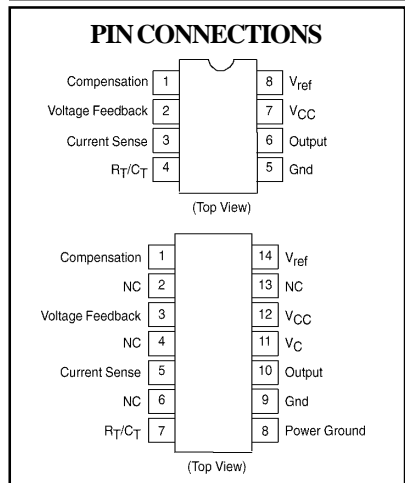 PIN CONNECTIONS
Compensation 1 8 Vref
Voltage Feedback 2 7 VCC
Current Sense 3 6 Output
RT/CT 4 5 Gnd
(Top View)
Compensation 1 14 Vref
NC 2 13 NC
Voltage Feedback 3 12 VCC
NC 4 11 VC
Current Sense 5 10 Output
NC 6 9 Gnd
RT/CT 7 8 Power Ground
(Top View)